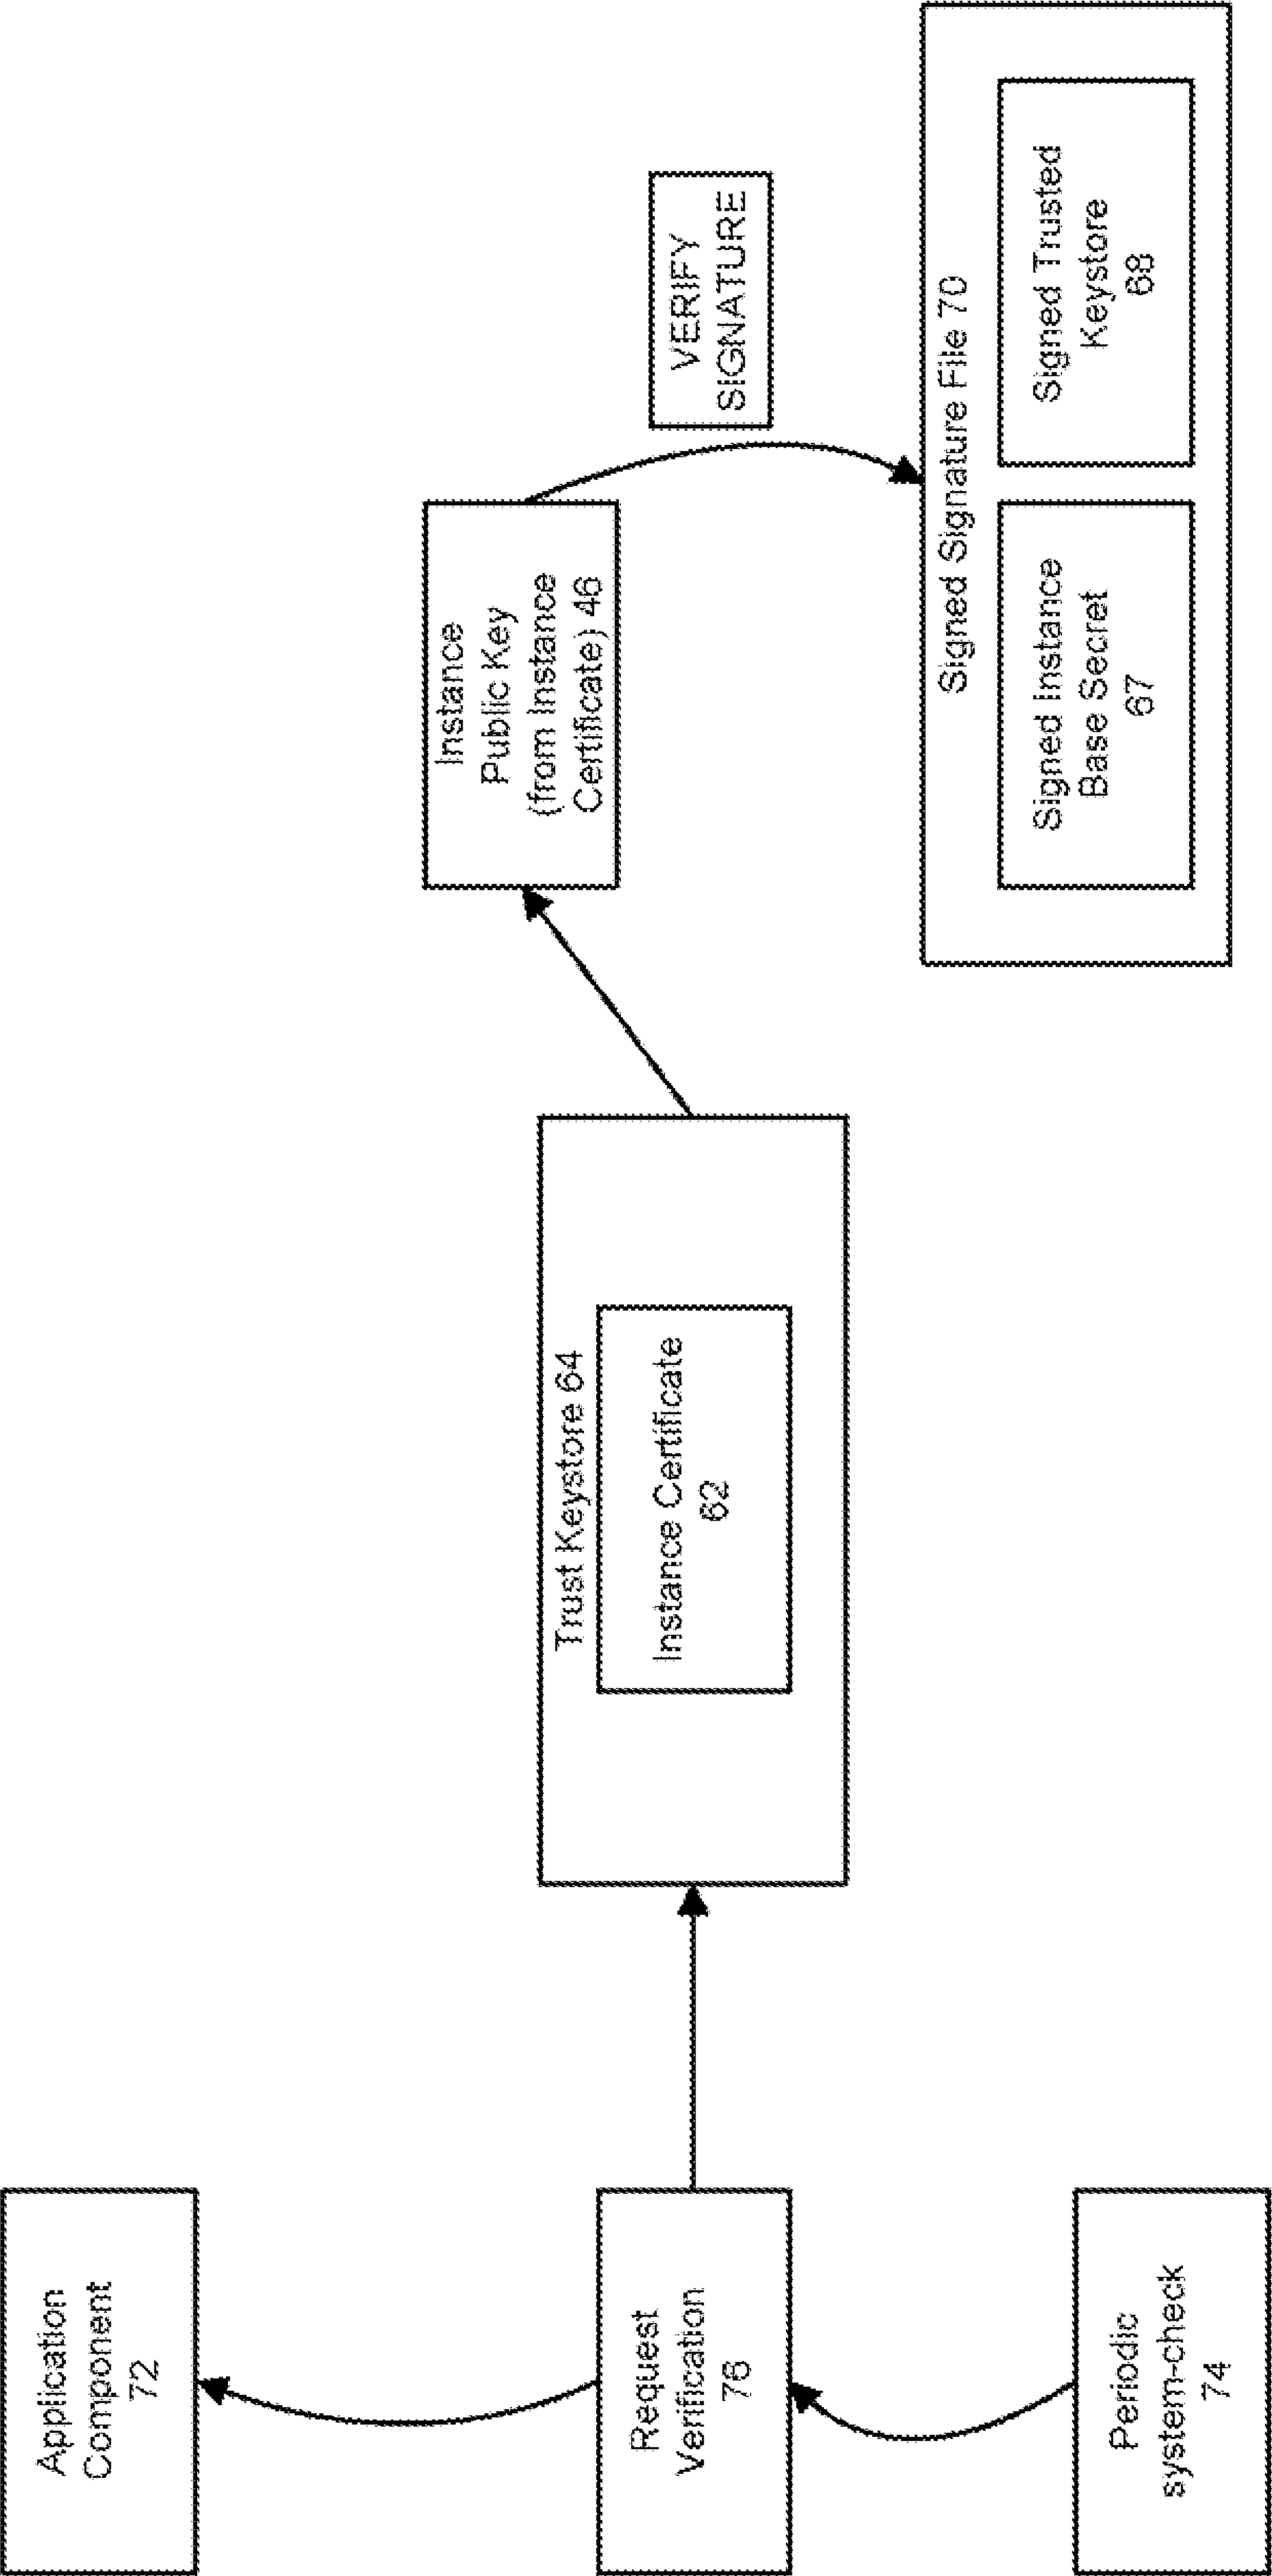 Application
Component
72
Request
Verification
76
Periodic
system-check
74
Trust Keystore 64
Instance Certificate
62
Instance
Public Key
(from Instance
Certificate) 46
VERIFY
SIGNATURE
Signed Signature File 70
Signed Instance
Base Secret
67
Signed Trusted
Keystore
68